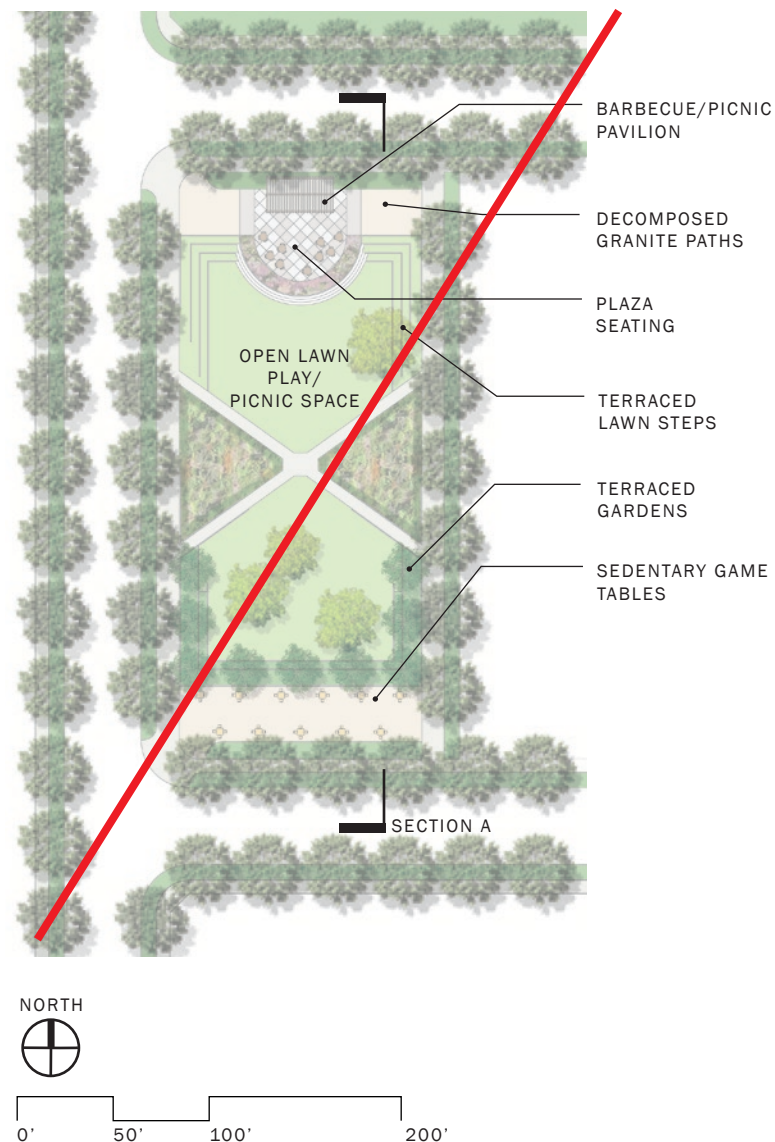 BARBECUE/PICNIC
PAVILION
DECOMPOSED
GRANITE PATHS
PLAZA
SEATING
OPEN LAWN
PLAY/
PICNIC SPACE
TERRACED
LAWN STEPS
TERRACED
GARDENS
SEDENTARY GAME
TABLES
SECTION A
NORTH
0’ 50’ 100’ 200’